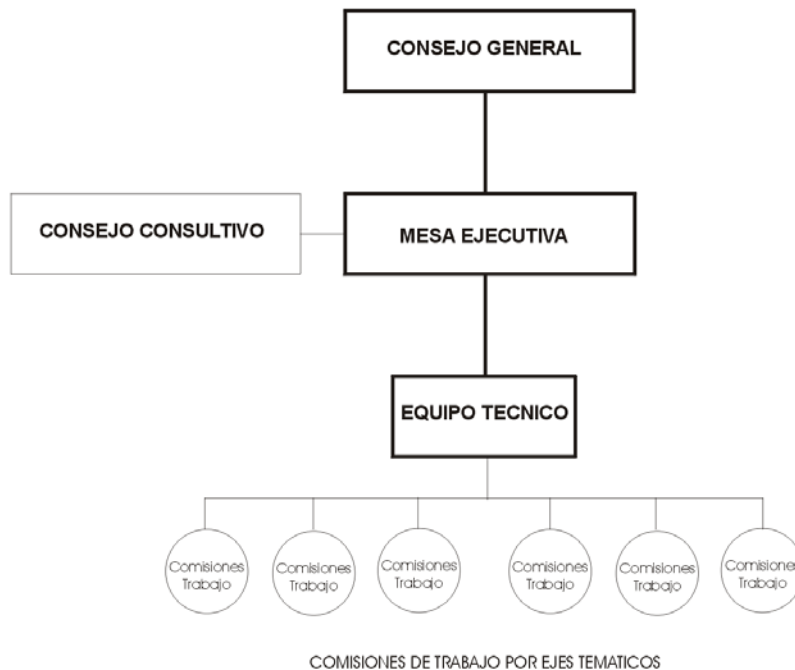 CONSEJO GENERAL
CONSEJO CONSULTIVO
MESA EJECUTIVA
EQUIPO TECNICO
Comisiones
Trabajo
Comisiones
Trabajo
Comisiones
Trabajo
Comisiones
Trabajo
Comisiones
Trabajo
Comisiones
Trabajo
COMISIONES DE TRABAJO POR EJES TEMATICOS